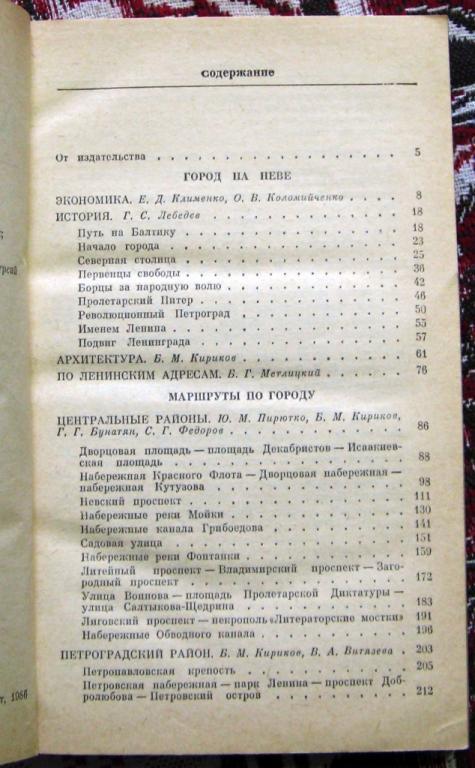 Содержание
От издательства 5
ГОРОД НА НЕВЕ
ЭКОНОМИКА. Е. Д. Клименко, О. В. Коломийченко 8
ИСТОРИЯ. Г. С. Лебедев 18
Путь на Балтику 18
Начало города 23
Северная столица 25
Первенцы свободы 36
Борцы за народную волю 42
Пролетарский Питер 46
Революционный Петроград 50
Именем Ленина 55
Подвиг Ленинграда 57
АРХИТЕКТУРА. Б. М. Кириков 61
ПО ЛЕНИНСКИМ АДРЕСАМ. Б. Г. Метлицкий 76
МАРШРУТЫ ПО ГОРОДУ
ЦЕНТРАЛЬНЫЕ РАЙОНЫ. Ю. М. Пирютко, Б. М. Кириков,
Г. Г. Бунатян, С. Г. Федоров 86
Дворцовая площадь — площадь Декабристов — Исаакиев-
ская площадь 88
Набережная Красного Флота — Дворцовая набережная —
набережная Кутузова 98
Невский проспект 111
Набережные реки Мойки 130
Набережные канала Грибоедова 141
Садовая улица 151
Набережные реки Фонтанки 159
Литейный проспект — Владимирский проспект — Заго-
родный проспект 172
Улица Воинова — площадь Пролетарской Диктатуры —
улица Салтыкова-Щедрина 183
Лиговский проспект — некрополь «Литераторские мостки» 191
Набережные Обводного канала 196
ПЕТРОГРАДСКИЙ РАЙОН. Б. М. Кириков, В. А. Витязева 203
Петропавловская крепость 205
Петровская набережная — парк Ленина — проспект Доб-
ролюбова — Петровский остров 212
т, 1986